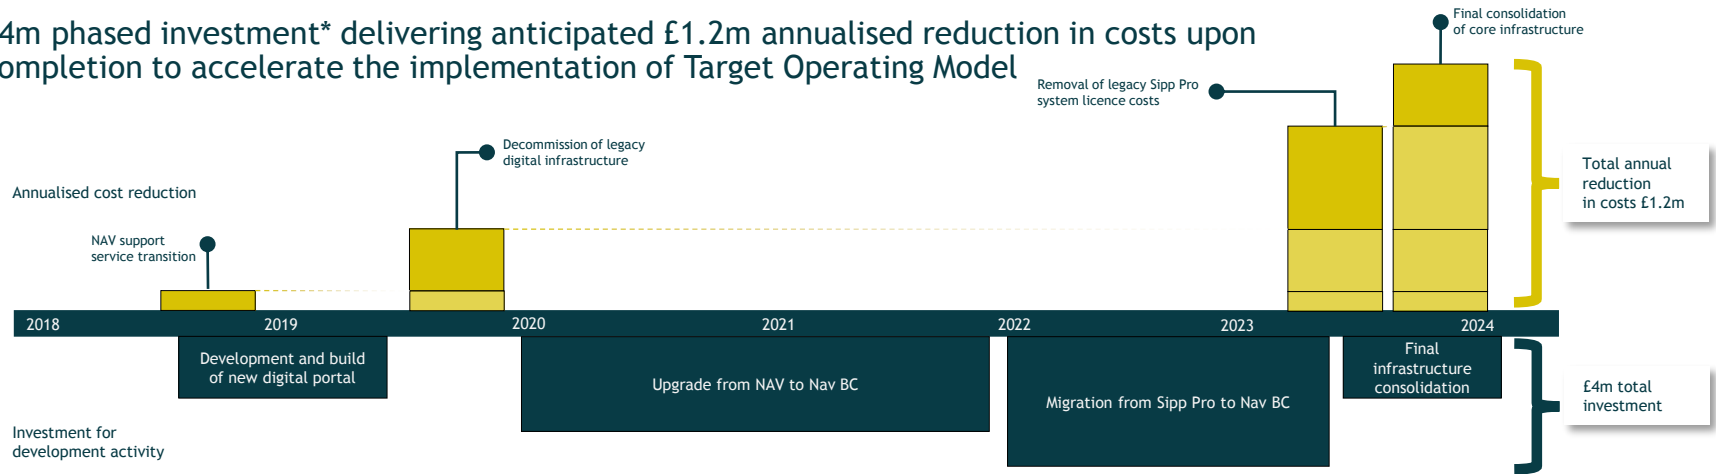 4m phased investment* delivering anticipated £1.2m annualised reduction in costs upon
ompletion to accelerate the implementation of Target Operating Model
Final consolidation
of core infrastructure
Removal of legacy Sipp Pro
system licence costs
Decommission of legacy
digital infrastructure
Total annual
reduction
in costs £1.2m
Annualised cost reduction
NAV support
service transition
2018 2019 2020 2021 2022 2023 2024
Development and build
of new digital portal
Upgrade from NAV to Nav BC
Migration from Sipp Pro to Nav BC
Final
infrastructure
consolidation
£4m total
investment
Investment for
development activity